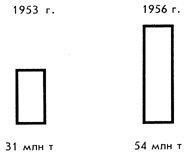 1953 г. 1956 г.
31 млн т 54 млн т